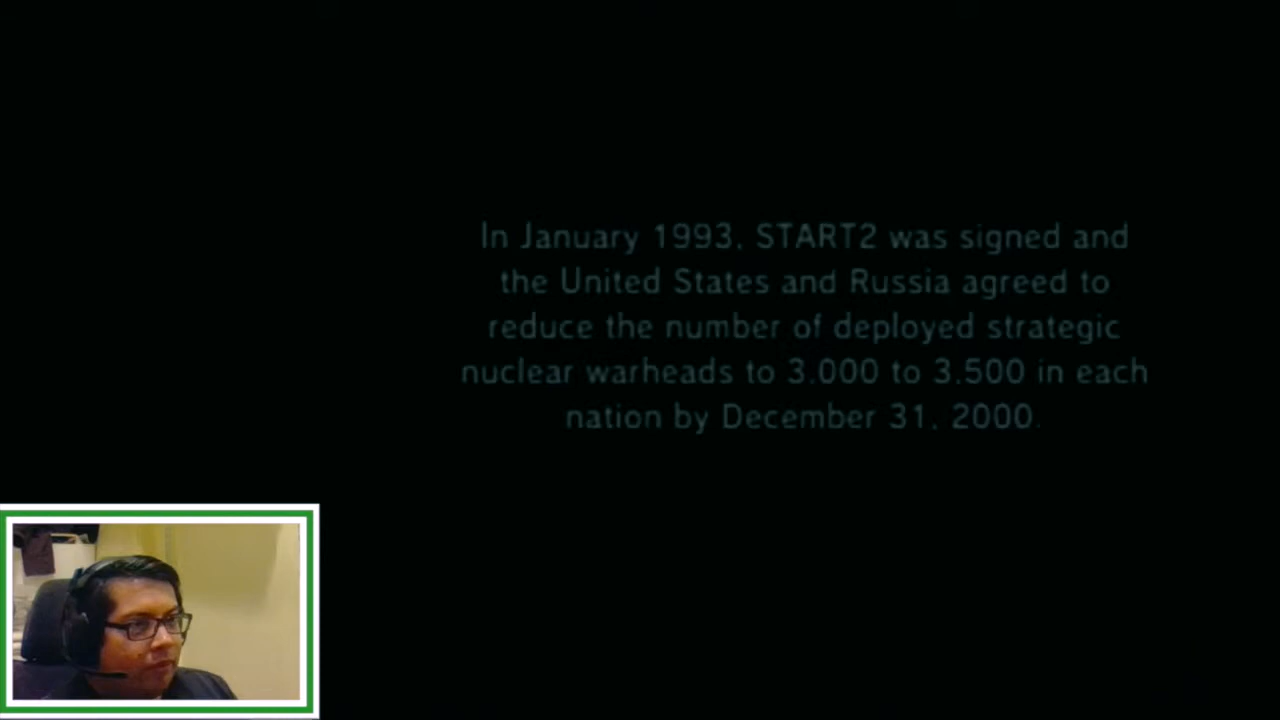 In January 1993, START2 was signed and
the United States and Russia agreed to
reduce the number of deployed strategic
nuclear warheads to 3,000 to 3,500 in each
nation by December 31, 2000.